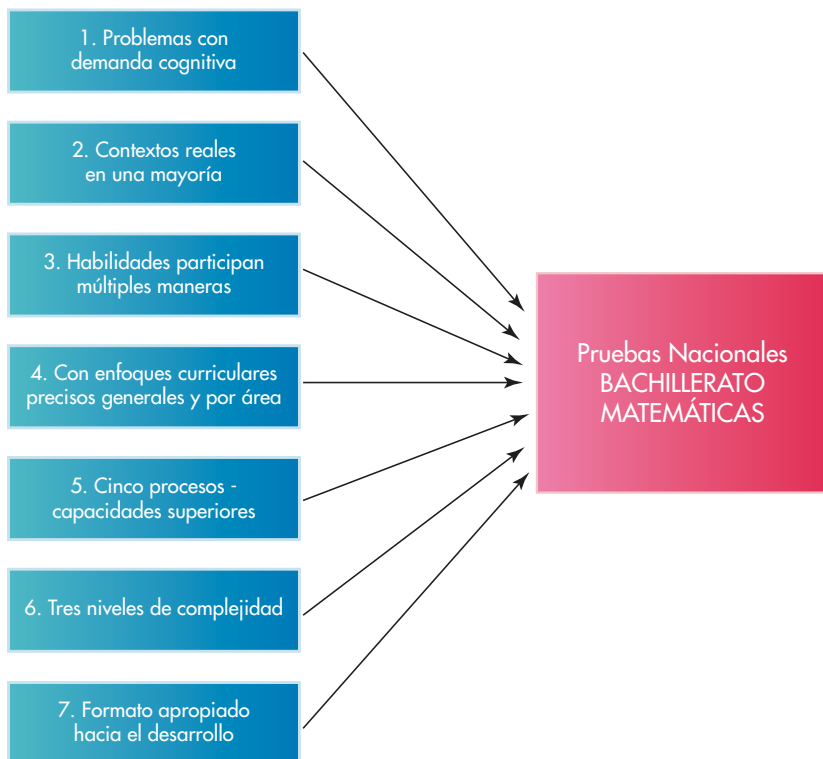 1. Problemas con
demanda cognitiva
2. Contextos reales
en una mayoría
3. Habilidades participan
múltiples maneras
4. Con enfoques curriculares
precisos generales y por área
5. Cinco procesos -
capacidades superiores
6. Tres niveles de complejidad
7. Formato apropiado
hacia el desarrollo
Pruebas Nacionales
BACHILLERATO
MATEMÁTICAS